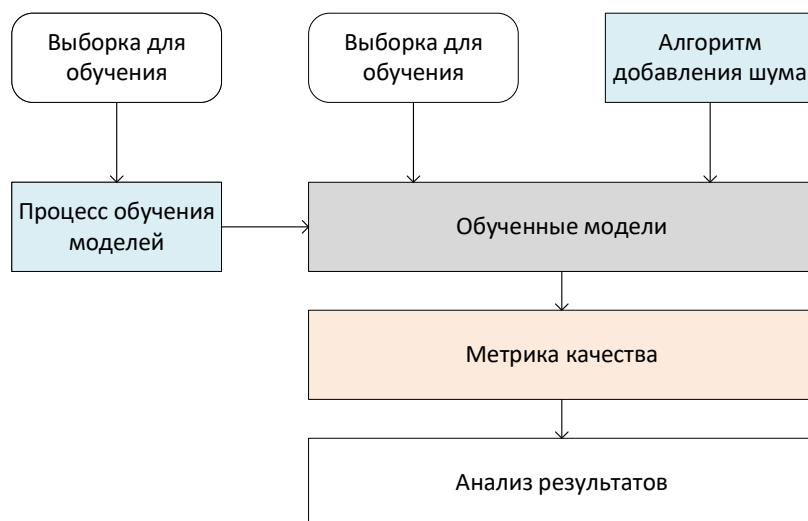 Выборка для
обучения
Выборка для
обучения
Алгоритм
добавления шума
Процесс обучения
моделей
Обученные модели
Метрика качества
Анализ результатов